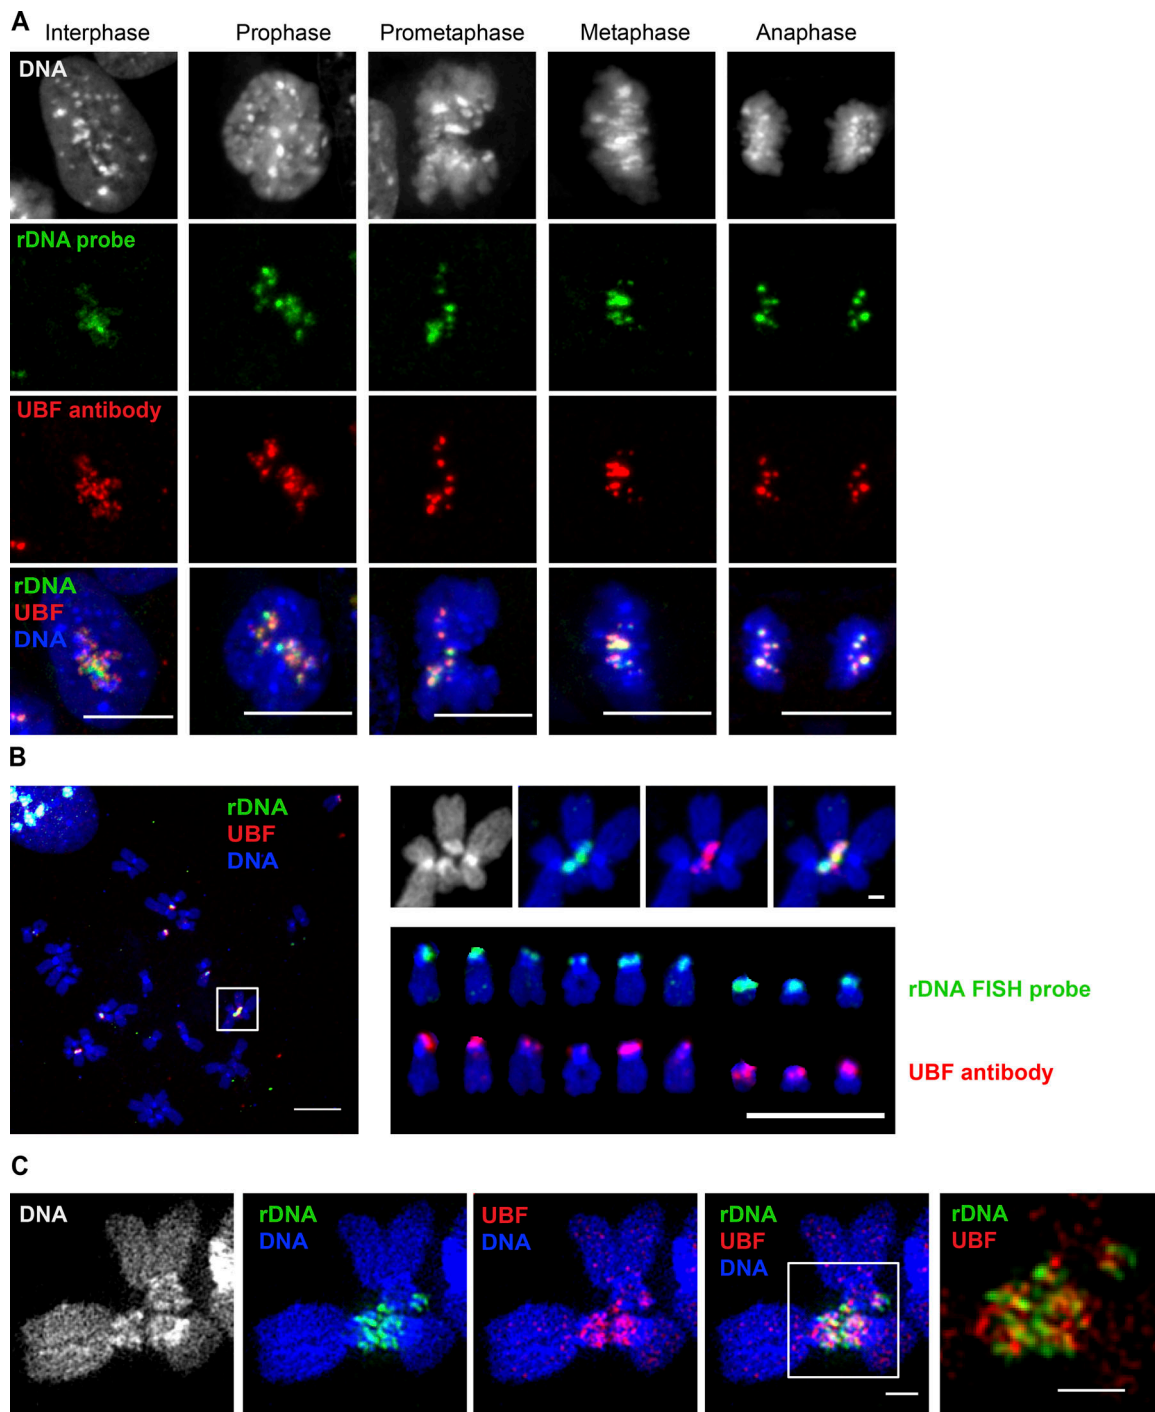 A
Interphase Prophase Prometaphase Metaphase Anaphase
DNA
rDNA probe
UBF antibody
rDNA
UBF
DNA
B
rDNA
UBF
DNA
rDNA FISH probe
UBF antibody
C
DNA
rDNA
DNA
UBF
DNA
rDNA
UBF
DNA
rDNA
UBF